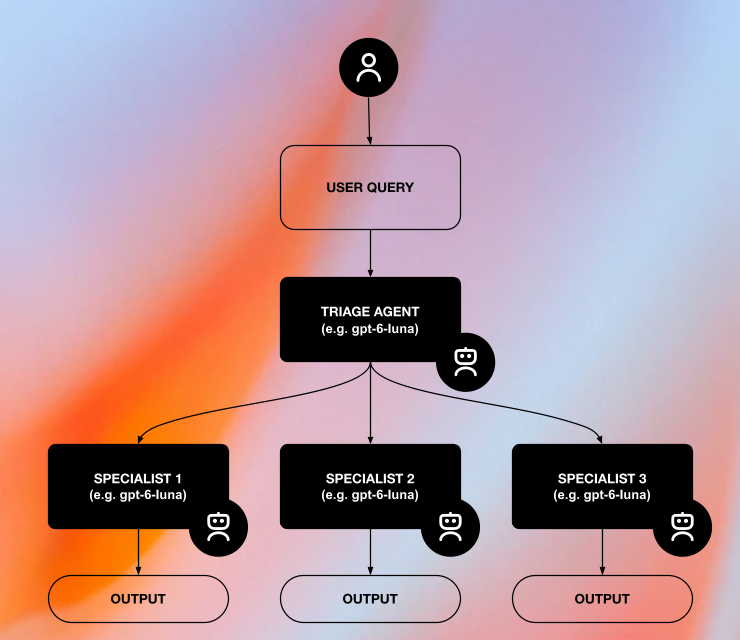 USER QUERY
TRIAGE AGENT
(e.g. gpt-6-luna)
SPECIALIST 1
(e.g. gpt-6-luna)
SPECIALIST 2
(e.g. gpt-6-luna)
SPECIALIST 3
(e.g. gpt-6-luna)
OUTPUT
OUTPUT
OUTPUT